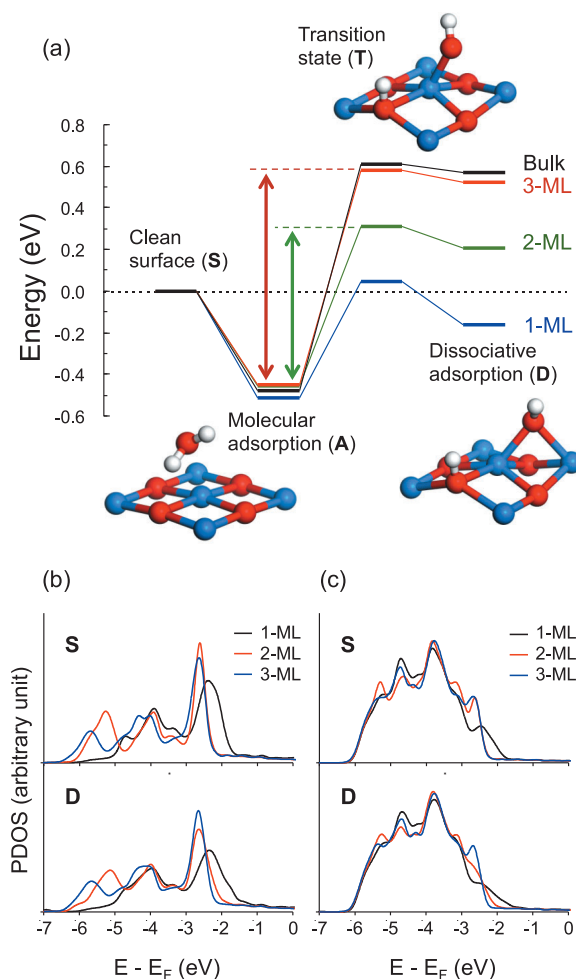 (a)
Transition
state (T)
0.8
0.6
0.4
0.2
0.0
-0.2
-0.4
-0.6
Energy (eV)
Clean
surface (S)
Bulk
3-ML
2-ML
1-ML
Dissociative
adsorption (D)
Molecular
adsorption (A)
(b)
(c)
S
1-ML
2-ML
3-ML
S
1-ML
2-ML
3-ML
D
D
PDOS (arbitrary unit)
-7 -6 -5 -4 -3 -2 -1 0
-6 -5 -4 -3 -2 -1 0
E - EF (eV)
E - EF (eV)